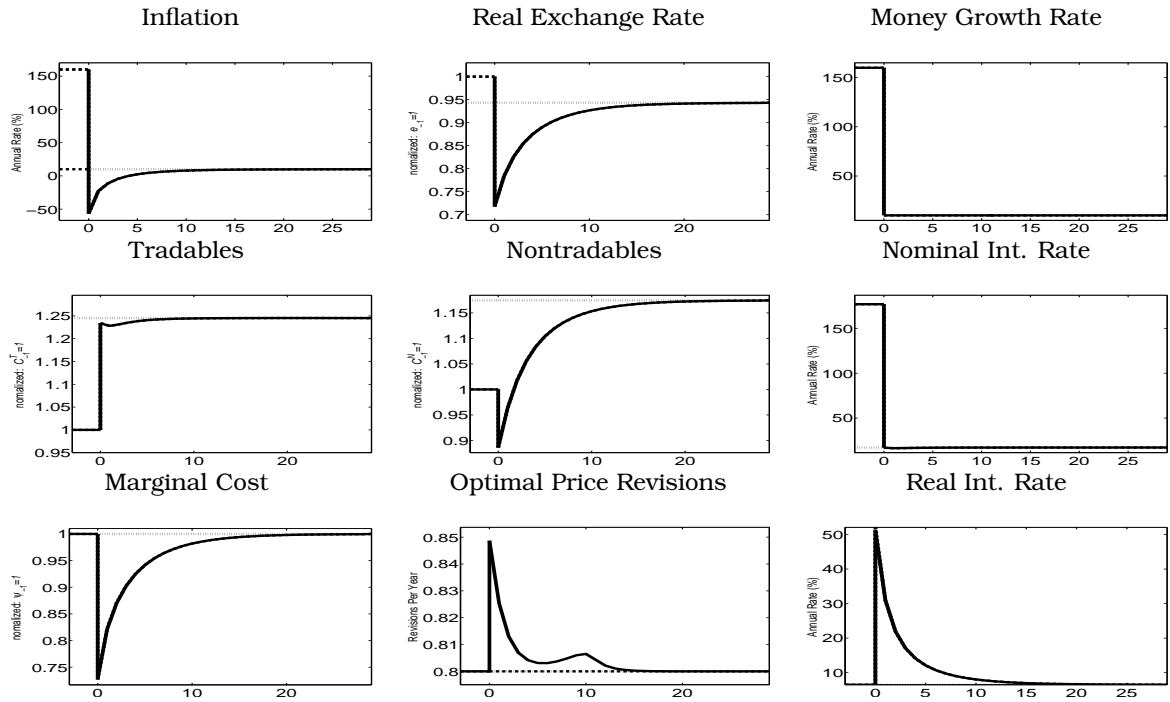 Inflation Real Exchange Rate Money Growth Rate
Annual Rate (%)
150
100
50
0
−50
0 5 10 15 20 25
nomalized: e₋₁=1
1
0.95
0.9
0.85
0.8
0.75
0.7
0 10 20
Annual Rate (%)
150
100
50
0 5 10 15 20 25
Tradables Nontradables Nominal Int. Rate
nomalized: Cᵀ₋₁=1
1.25
1.2
1.15
1.1
1.05
1
0.95
0 10 20
nomalized: Cᴺ₋₁=1
1.15
1.1
1.05
1
0.95
0.9
0 10 20
Annual Rate (%)
150
100
50
0 5 10 15 20 25
Marginal Cost Optimal Price Revisions Real Int. Rate
nomalized: ψ₋₁=1
1
0.95
0.9
0.85
0.8
0.75
0 10 20
Revisions Per Year
0.85
0.84
0.83
0.82
0.81
0.8
0 10 20
Annual Rate (%)
50
40
30
20
10
0 5 10 15 20 25